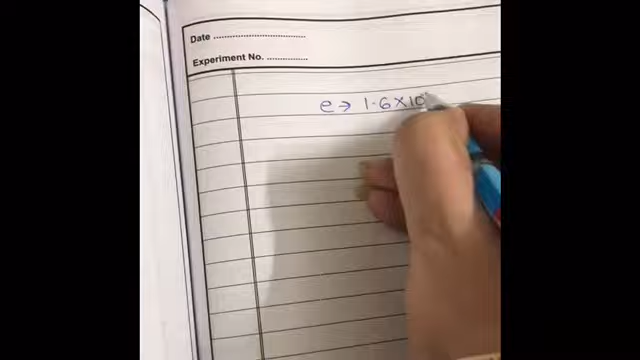 Date ..............................
Experiment No. .............
e → 1.6×10